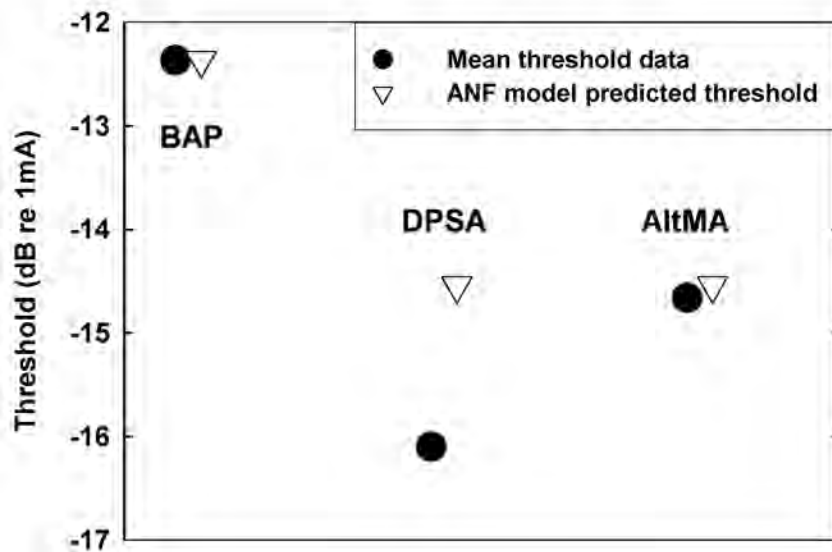 -12
-13
-14
-15
-16
-17
Threshold (dB re 1mA)
Mean threshold data
ANF model predicted threshold
BAP
DPSA
AltMA